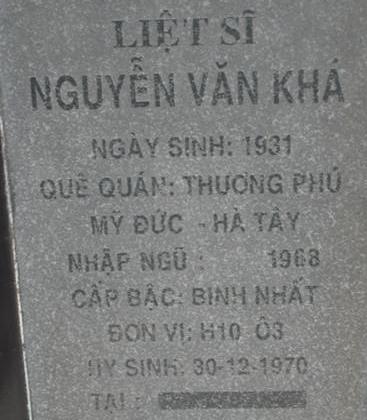 LIỆT SĨ
NGUYỄN VĂN KHÁ
NGÀY SINH: 1931
QUÊ QUÁN: THƯỢNG PHÚ
MỸ ĐỨC - HÀ TÂY
NHẬP NGŨ : 1968
CẤP BẬC: BINH NHẤT
ĐƠN VỊ: H10 Ô3
HY SINH: 30-12-1970
TẠI :